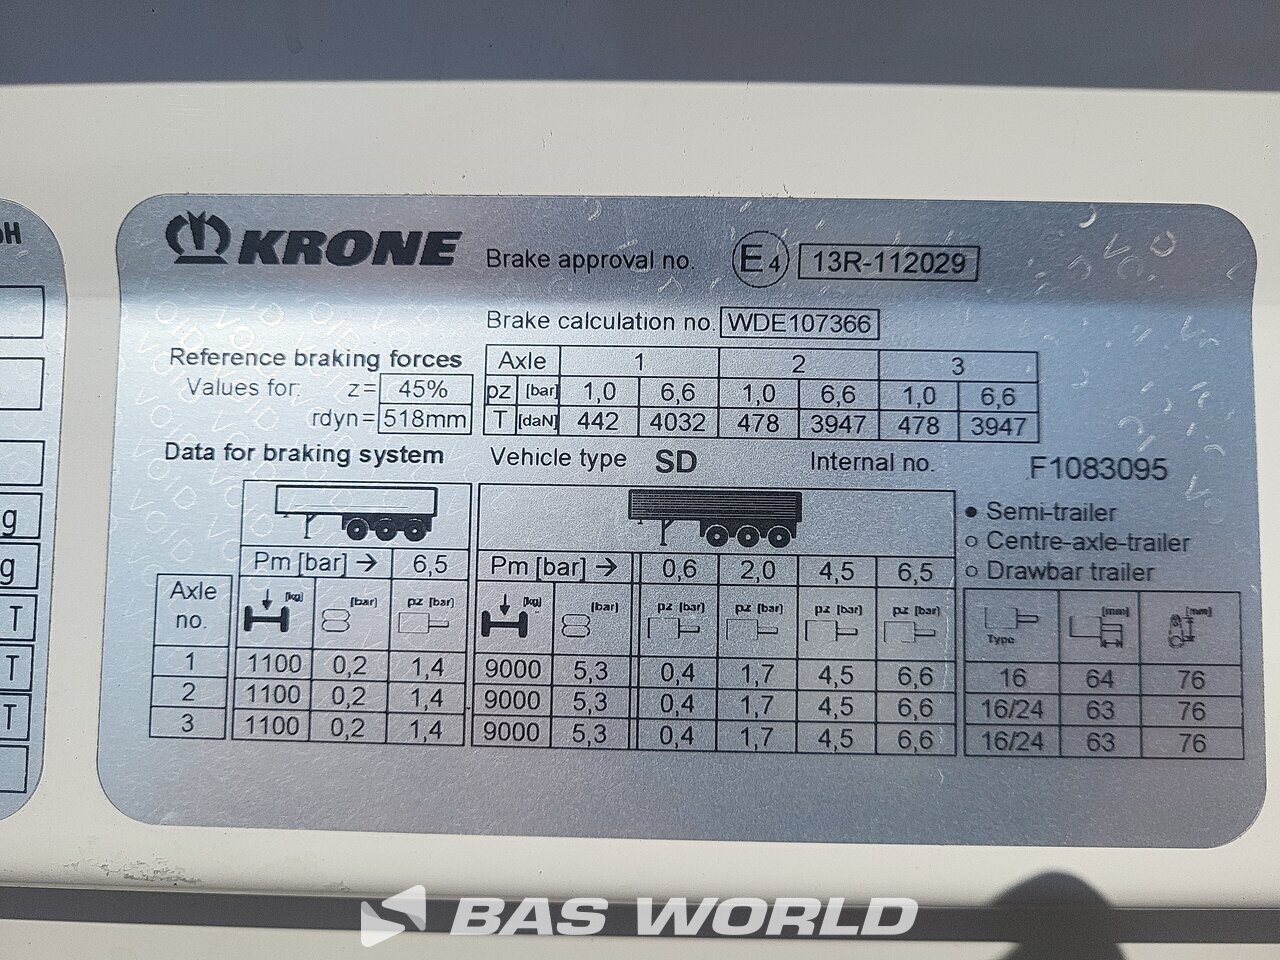 bH
g
g
T
T
T
KRONE
Brake approval no. E4 13R-112029
Brake calculation no. WDE107366
Reference braking forces
Values for: z= 45%
rdyn= 518mm
Axle 1 2 3
pz [bar] 1,0 6,6 1,0 6,6 1,0 6,6
T [daN] 442 4032 478 3947 478 3947
Data for braking system
Vehicle type SD Internal no. F1083095
Semi-trailer
Centre-axle-trailer
Drawbar trailer
Pm [bar] → 6,5 Pm [bar] → 0,6 2,0 4,5 6,5
Axle no. [kg] [bar] pz [bar] [kg] [bar] pz [bar] pz [bar] pz [bar] pz [bar] Type [mm] [mm]
1 1100 0,2 1,4 9000 5,3 0,4 1,7 4,5 6,6 16 64 76
2 1100 0,2 1,4 9000 5,3 0,4 1,7 4,5 6,6 16/24 63 76
3 1100 0,2 1,4 9000 5,3 0,4 1,7 4,5 6,6 16/24 63 76
BAS WORLD